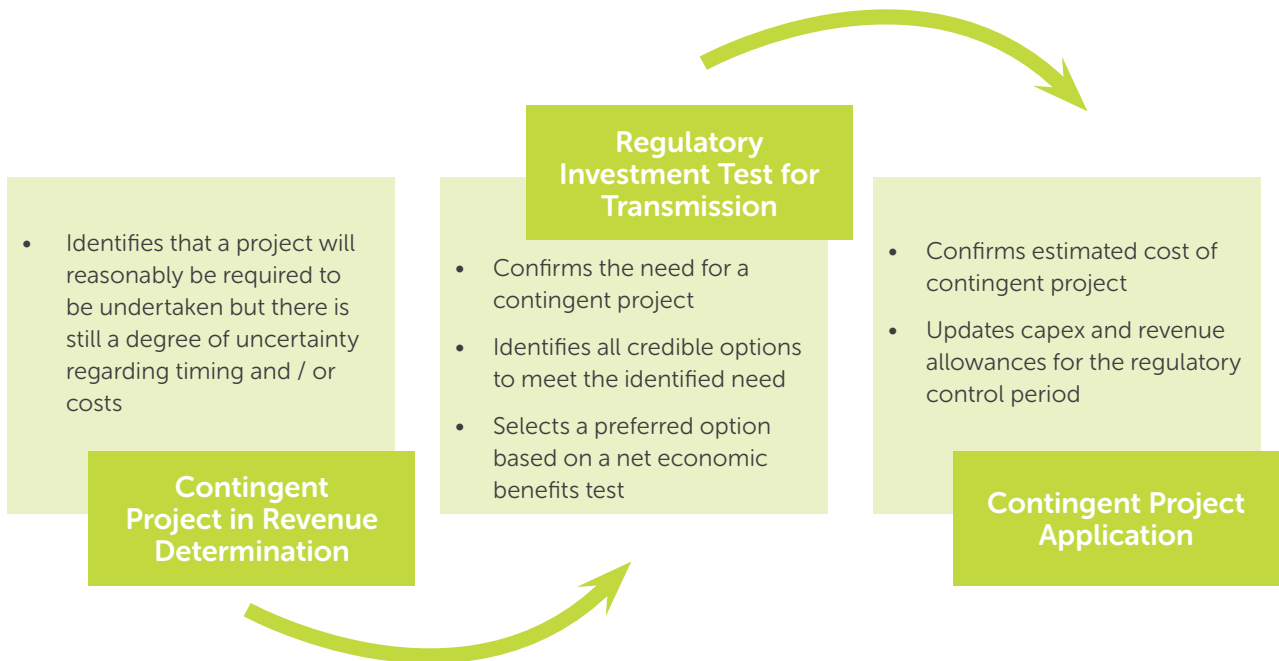 • Identifies that a project will
reasonably be required to
be undertaken but there is
still a degree of uncertainty
regarding timing and / or
costs
Contingent
Project in Revenue
Determination
Regulatory
Investment Test for
Transmission
• Confirms the need for a
contingent project
• Identifies all credible options
to meet the identified need
• Selects a preferred option
based on a net economic
benefits test
• Confirms estimated cost of
contingent project
• Updates capex and revenue
allowances for the regulatory
control period
Contingent Project
Application